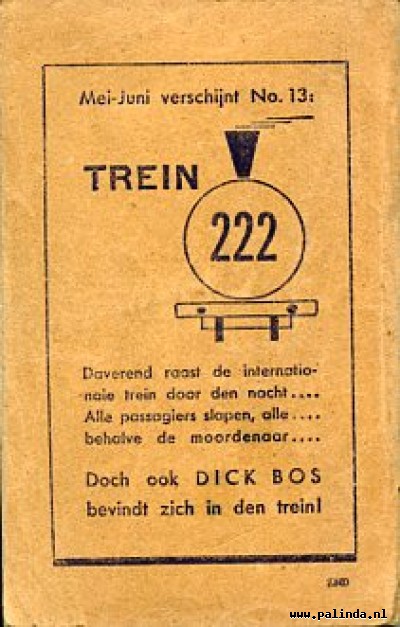 Mei-Juni verschijnt No. 13:
TREIN
222
Daverend raast de internatio-
naie trein door den nacht....
Alle passagiers slapen, alle....
behalve de moordenaar....
Doch ook DICK BOS
bevindt zich in den trein!
www.palinda.nl